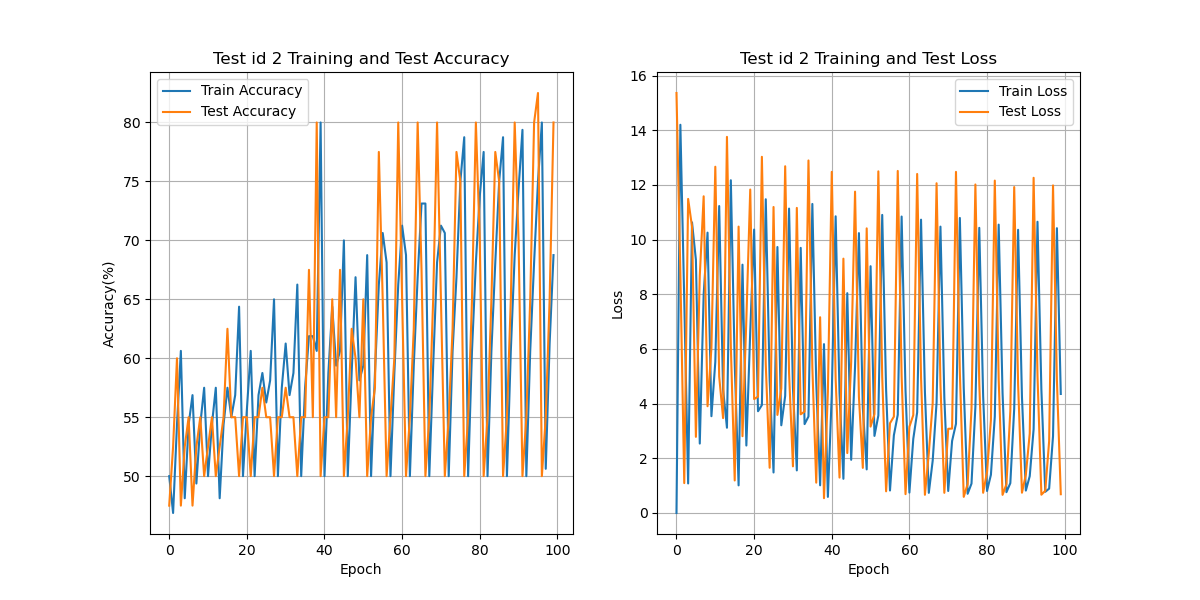 Test id 2 Training and Test Accuracy
Train Accuracy
Test Accuracy
Accuracy(%)
80
75
70
65
60
55
50
0 20 40 60 80 100
Epoch
Test id 2 Training and Test Loss
Train Loss
Test Loss
Loss
16
14
12
10
8
6
4
2
0
0 20 40 60 80 100
Epoch